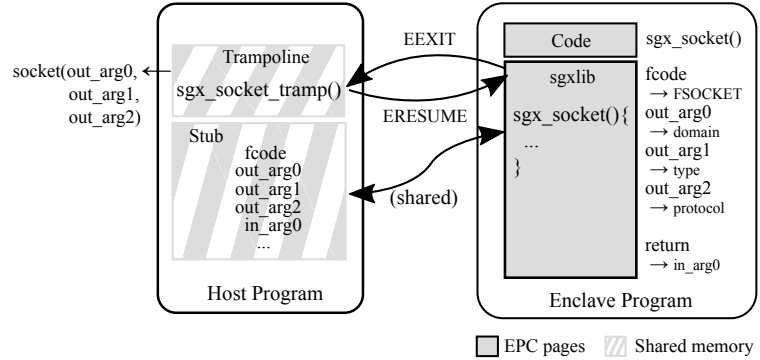 socket(out_arg0,
out_arg1,
out_arg2)
Trampoline
sgx_socket_tramp()
Stub
fcode
out_arg0
out_arg1
out_arg2
in_arg0
...
Host Program
EEXIT
ERESUME
(shared)
Code
sgxlib
sgx_socket(){
...
}
Enclave Program
sgx_socket()
fcode
→ FSOCKET
out_arg0
→ domain
out_arg1
→ type
out_arg2
→ protocol
return
→ in_arg0
EPC pages
Shared memory